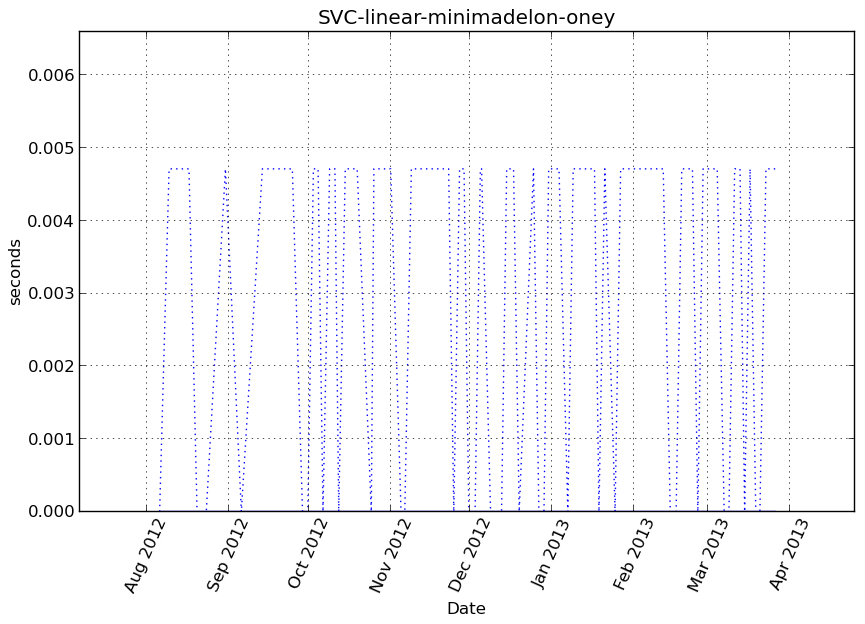 SVC-linear-minimadelon-oney
0.006
0.005
0.004
0.003
0.002
0.001
0.000
seconds
Aug 2012
Sep 2012
Oct 2012
Nov 2012
Dec 2012
Jan 2013
Feb 2013
Mar 2013
Apr 2013
Date